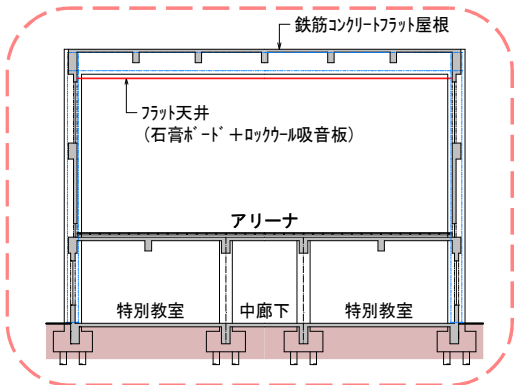 鉄筋ｺﾝｸﾘｰﾄﾌﾗｯﾄ屋根
ﾌﾗｯﾄ天井
(石膏ﾎﾞｰﾄﾞ＋ﾛｯｸｳｰﾙ吸音板)
アリーナ
特別教室
中廊下
特別教室